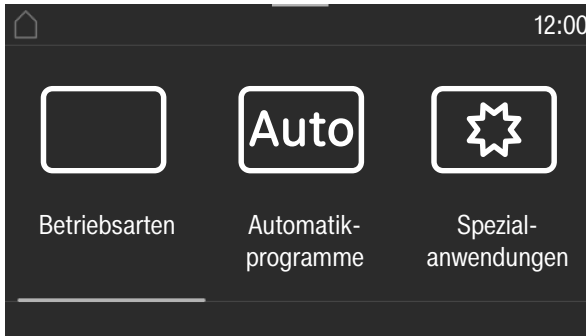 12:00
Auto
Betriebsarten
Automatik-
programme
Spezial-
anwendungen